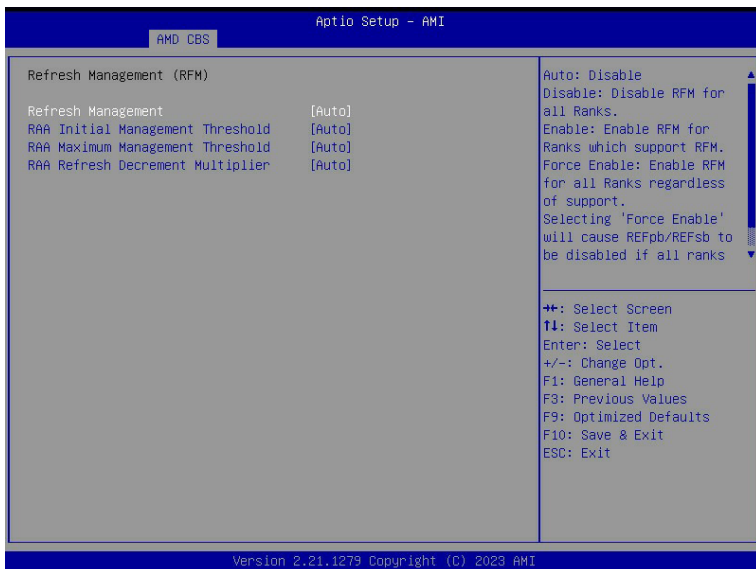 Aptio Setup - AMI
AMD CBS
Refresh Management (RFM)
Refresh Management [Auto]
RAA Initial Management Threshold [Auto]
RAA Maximum Management Threshold [Auto]
RAA Refresh Decrement Multiplier [Auto]
Auto: Disable
Disable: Disable RFM for
all Ranks.
Enable: Enable RFM for
Ranks which support RFM.
Force Enable: Enable RFM
for all Ranks regardless
of support.
Selecting 'Force Enable'
will cause REFpb/REFsb to
be disabled if all ranks
→←: Select Screen
↑↓: Select Item
Enter: Select
+/-: Change Opt.
F1: General Help
F3: Previous Values
F9: Optimized Defaults
F10: Save & Exit
ESC: Exit
Version 2.21.1279 Copyright (C) 2023 AMI